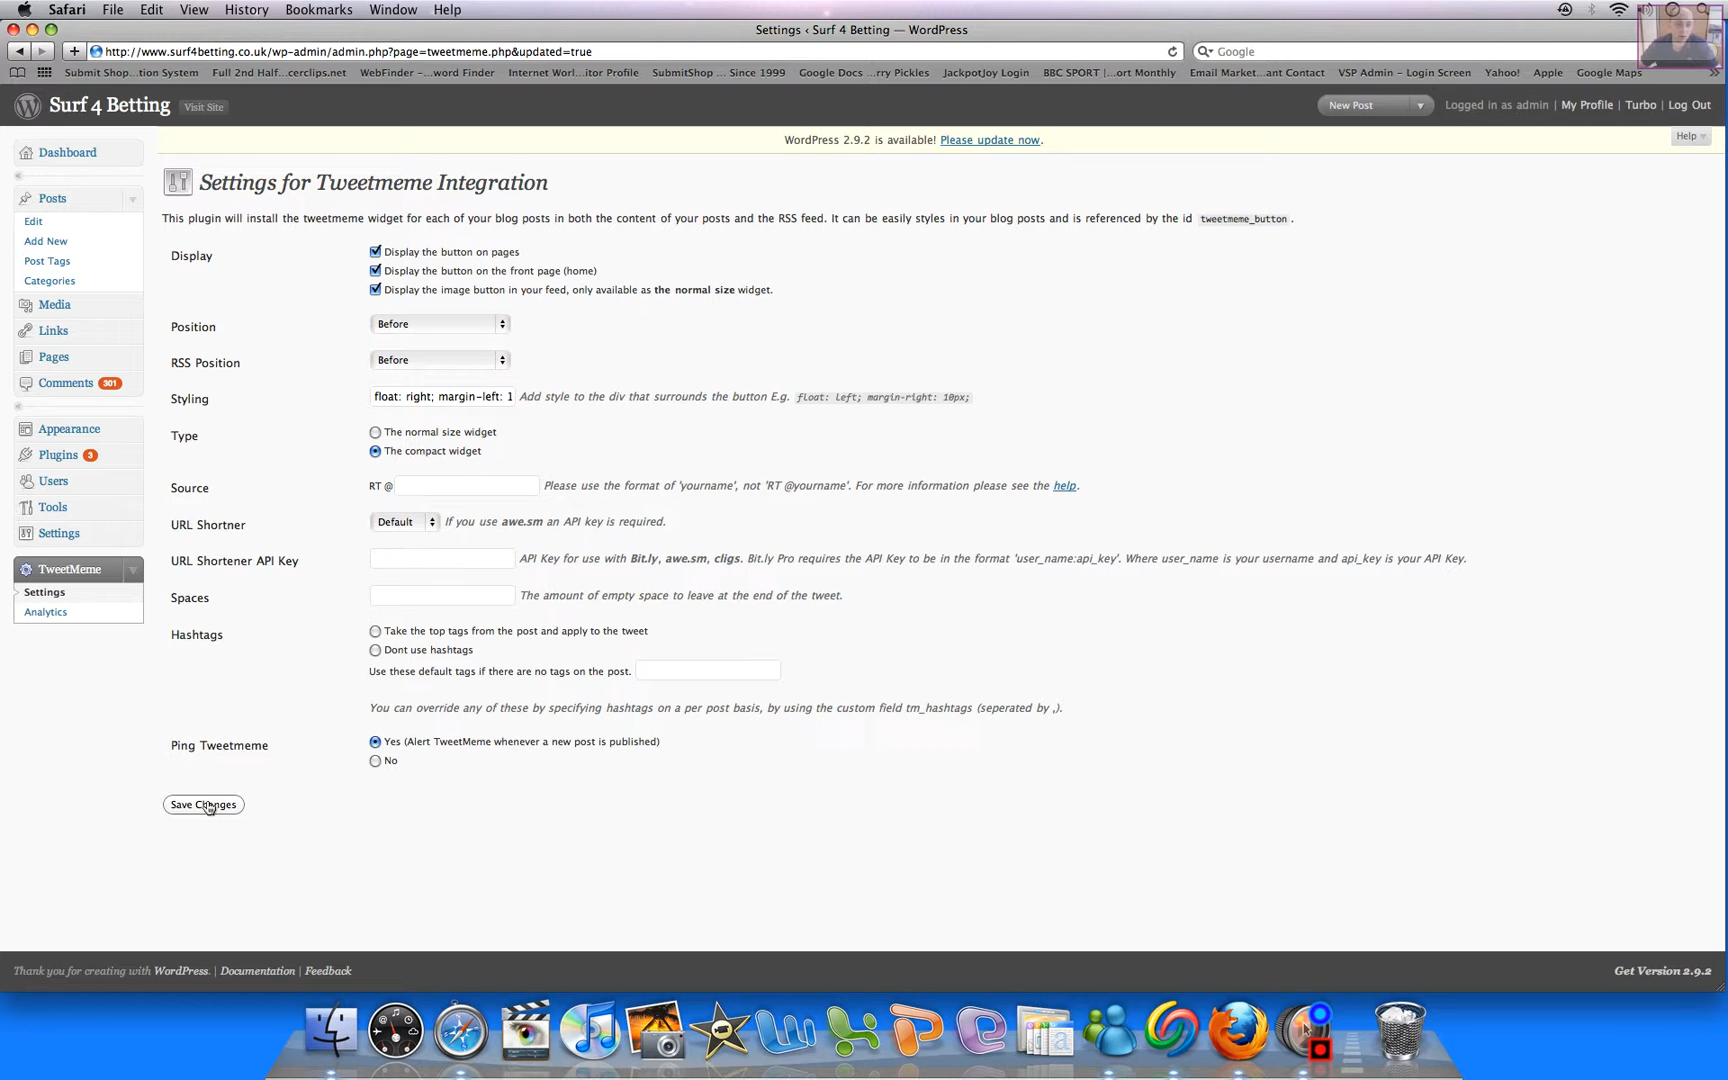 Safari File Edit View History Bookmarks Window Help
Settings ‹ Surf 4 Betting — WordPress
http://www.surf4betting.co.uk/wp-admin/admin.php?page=tweetmeme.php&updated=true
Google
Submit Shop...tion System Full 2nd Half...cerclips.net WebFinder -...word Finder Internet Worl...itor Profile SubmitShop ... Since 1999 Google Docs ...rry Pickles JackpotJoy Login BBC SPORT |...ort Monthly Email Market...ant Contact VSP Admin - Login Screen Yahoo! Apple Google Maps
Surf 4 Betting Visit Site
New Post Logged in as admin | My Profile | Turbo | Log Out
WordPress 2.9.2 is available! Please update now.
Help
Dashboard
Posts
Edit
Add New
Post Tags
Categories
Media
Links
Pages
Comments 301
Appearance
Plugins 3
Users
Tools
Settings
TweetMeme
Settings
Analytics
Settings for Tweetmeme Integration
This plugin will install the tweetmeme widget for each of your blog posts in both the content of your posts and the RSS feed. It can be easily styles in your blog posts and is referenced by the id tweetmeme_button .
Display
Display the button on pages
Display the button on the front page (home)
Display the image button in your feed, only available as the normal size widget.
Position Before
RSS Position Before
Styling float: right; margin-left: 1 Add style to the div that surrounds the button E.g. float: left; margin-right: 10px;
Type
The normal size widget
The compact widget
Source RT @ Please use the format of 'yourname', not 'RT @yourname'. For more information please see the help.
URL Shortner Default If you use awe.sm an API key is required.
URL Shortener API Key API Key for use with Bit.ly, awe.sm, cligs. Bit.ly Pro requires the API Key to be in the format 'user_name:api_key'. Where user_name is your username and api_key is your API Key.
Spaces The amount of empty space to leave at the end of the tweet.
Hashtags
Take the top tags from the post and apply to the tweet
Dont use hashtags
Use these default tags if there are no tags on the post.
You can override any of these by specifying hashtags on a per post basis, by using the custom field tm_hashtags (seperated by ,).
Ping Tweetmeme
Yes (Alert TweetMeme whenever a new post is published)
No
Save Changes
Thank you for creating with WordPress. | Documentation | Feedback
Get Version 2.9.2